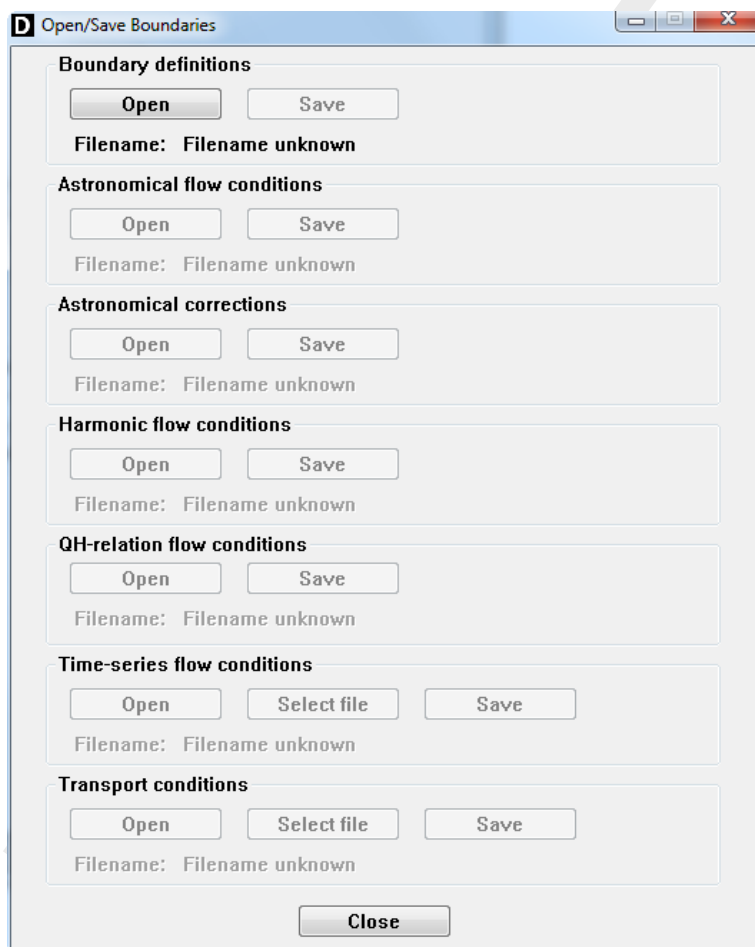 D Open/Save Boundaries
Boundary definitions
Open Save
Filename: Filename unknown
Astronomical flow conditions
Open Save
Filename: Filename unknown
Astronomical corrections
Open Save
Filename: Filename unknown
Harmonic flow conditions
Open Save
Filename: Filename unknown
QH-relation flow conditions
Open Save
Filename: Filename unknown
Time-series flow conditions
Open Select file Save
Filename: Filename unknown
Transport conditions
Open Select file Save
Filename: Filename unknown
Close